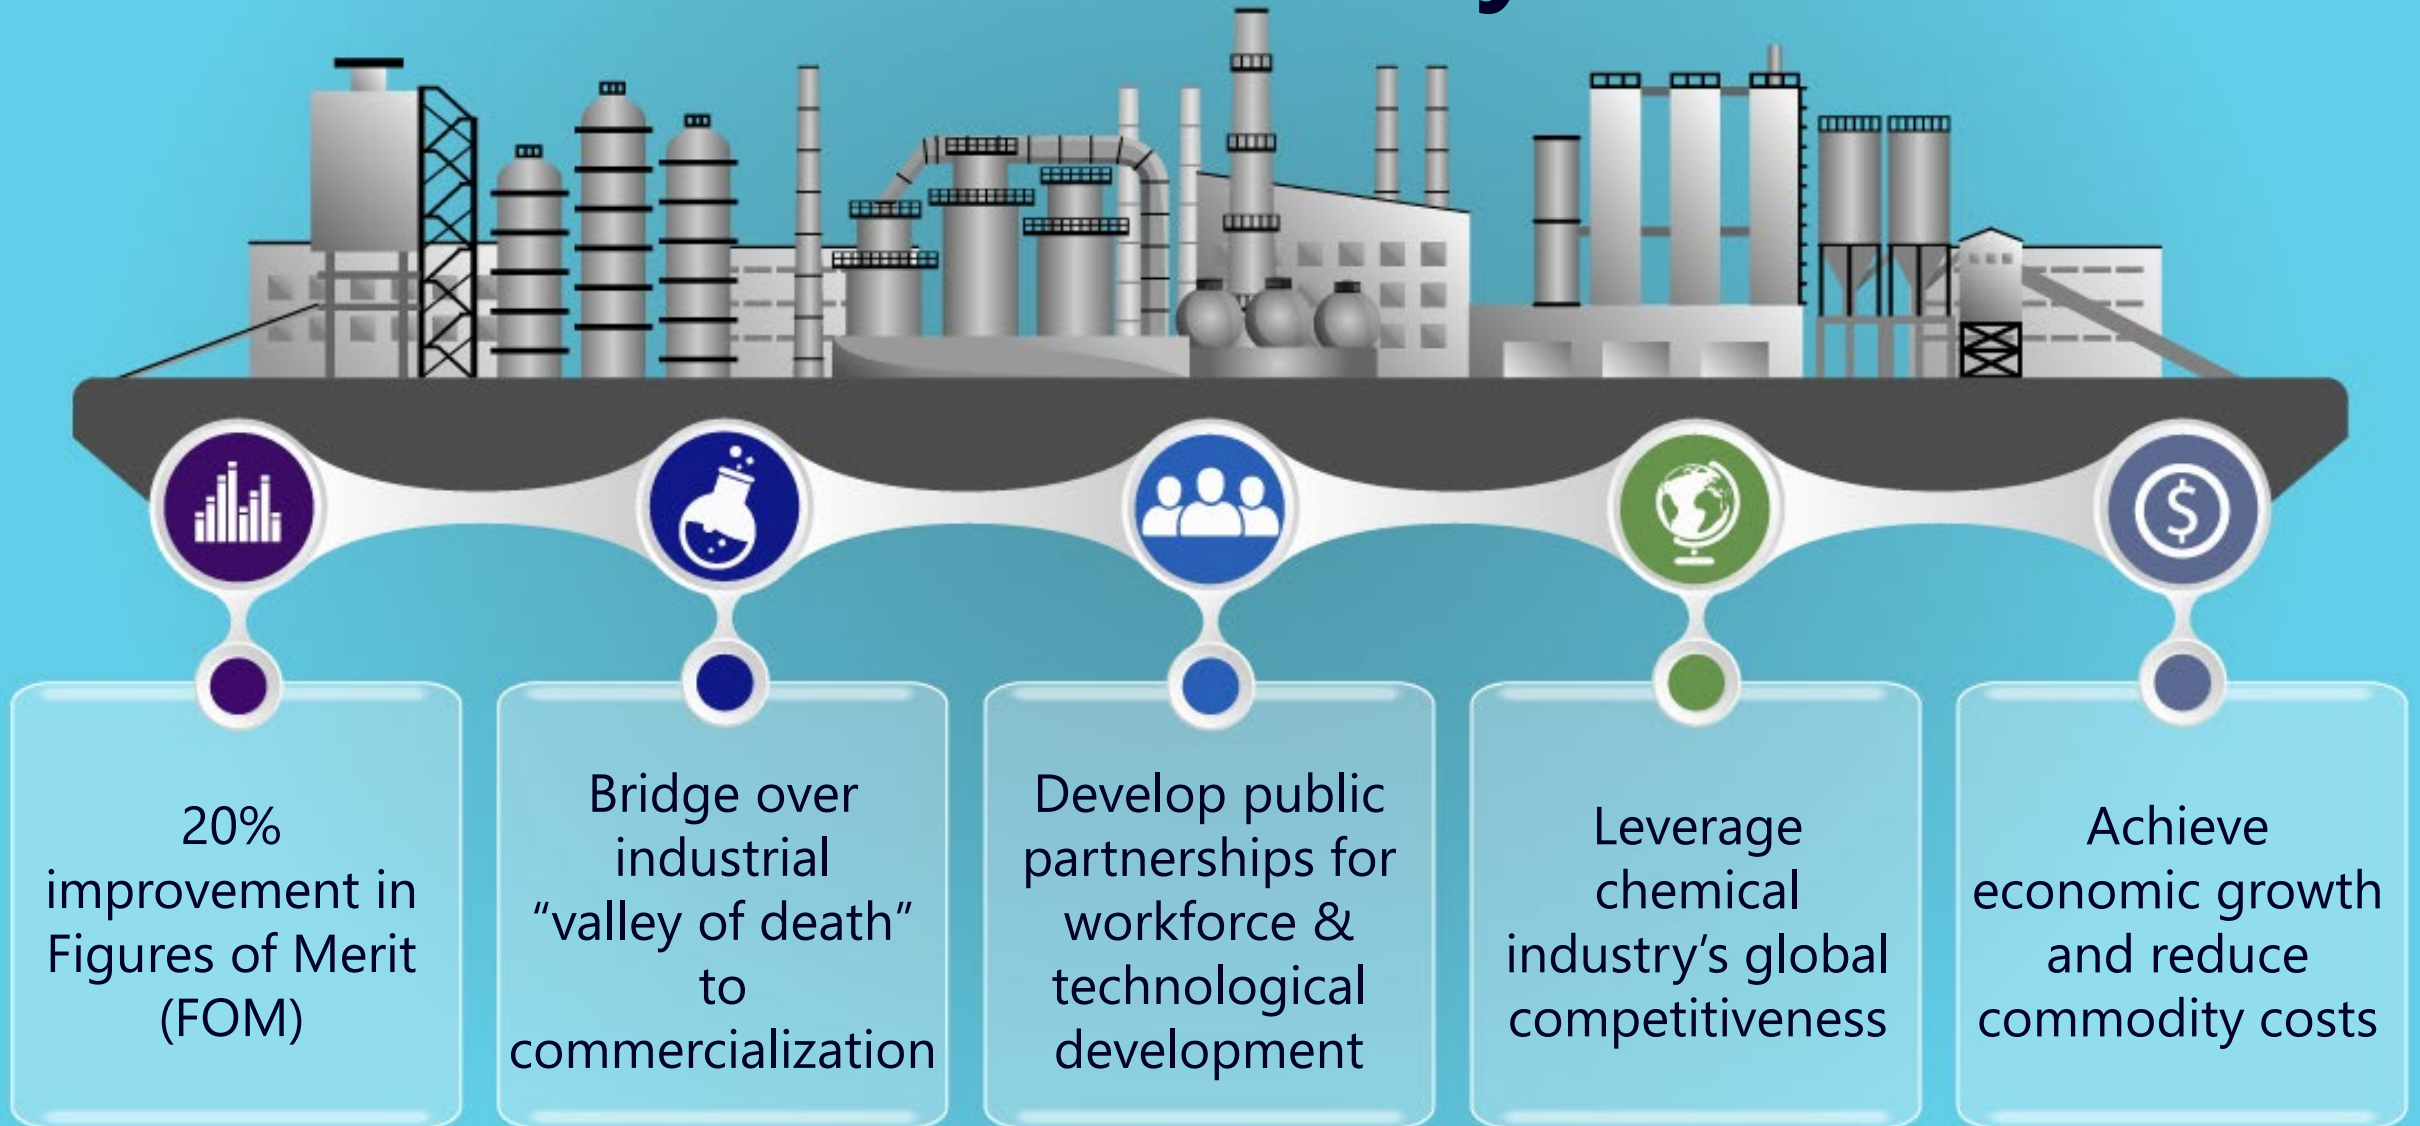 20%
improvement in
Figures of Merit
(FOM)
Bridge over
industrial
“valley of death”
to
commercialization
Develop public
partnerships for
workforce &
technological
development
Leverage
chemical
industry’s global
competitiveness
Achieve
economic growth
and reduce
commodity costs